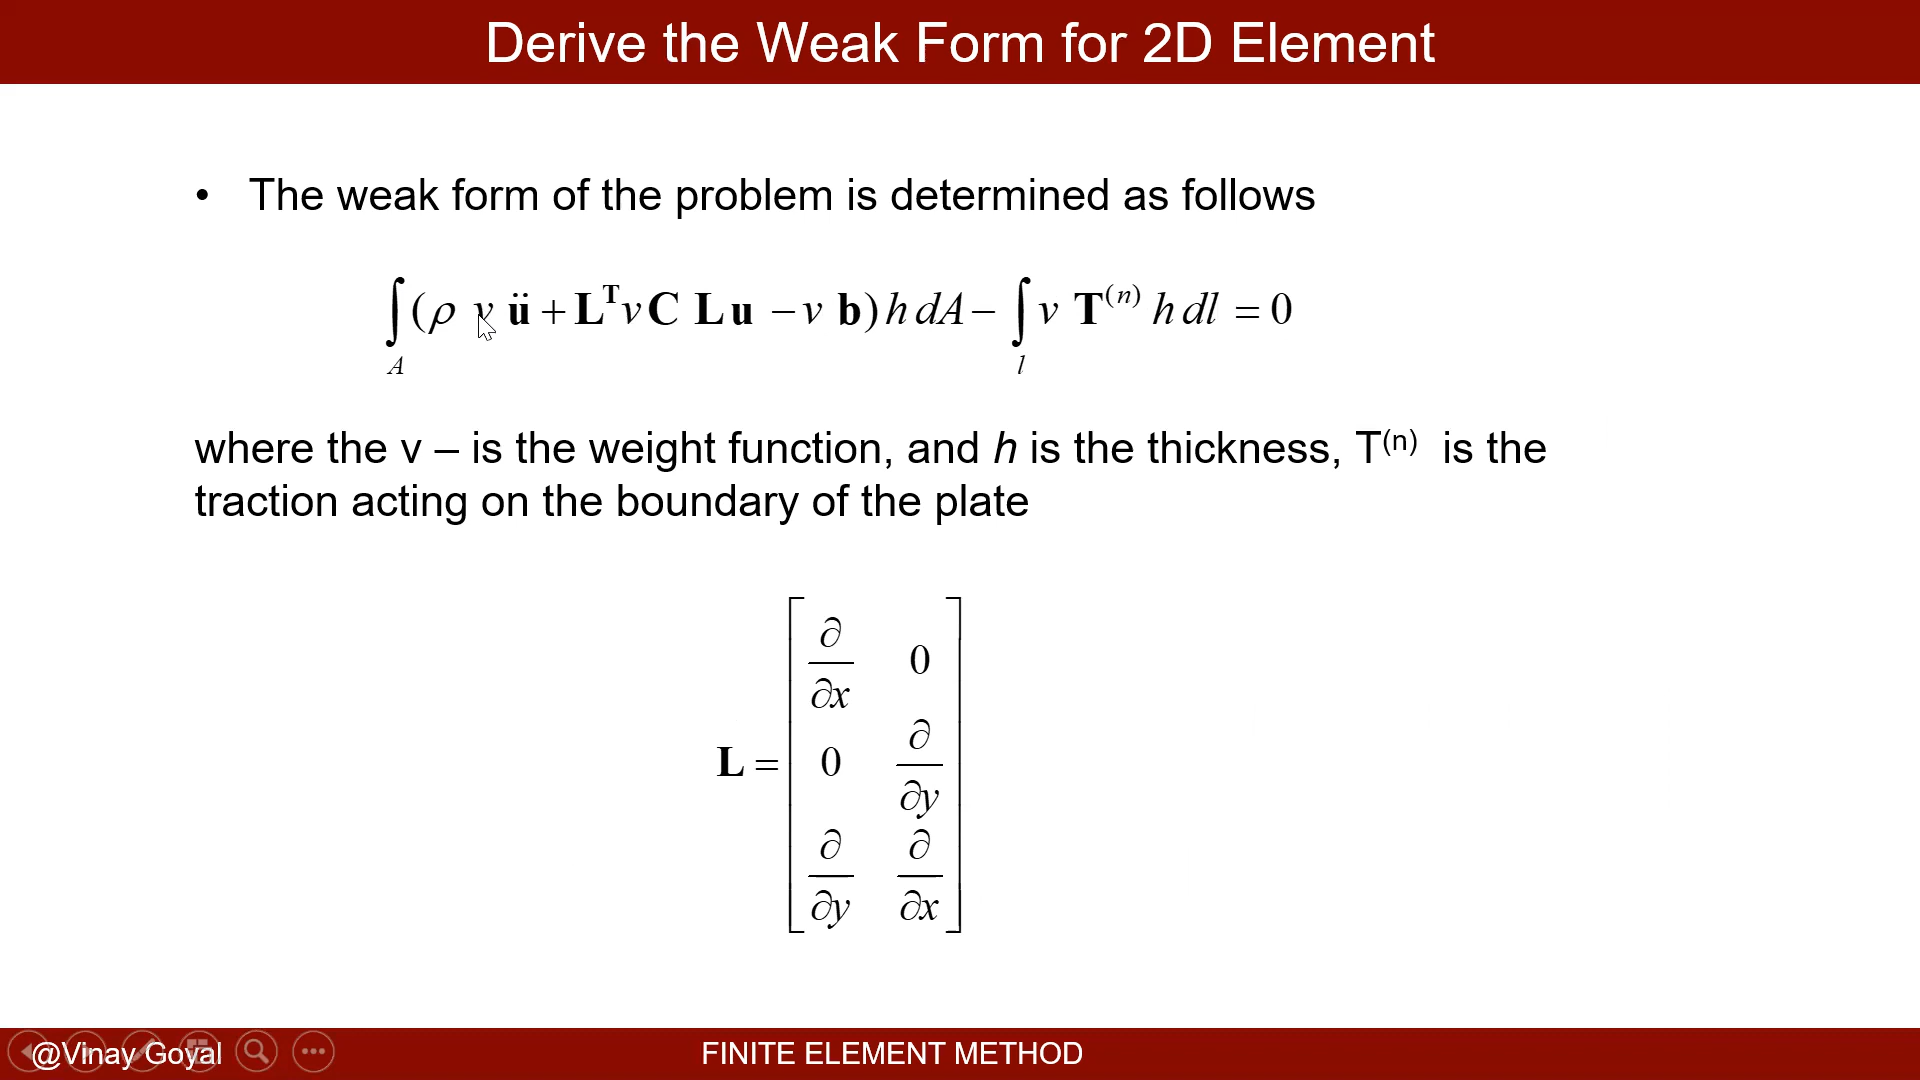 Derive the Weak Form for 2D Element
• The weak form of the problem is determined as follows
∫_A (ρ v ü + L^T v C L u − v b) h dA − ∫_l v T^(n) h dl = 0
where the v – is the weight function, and h is the thickness, T^(n) is the
traction acting on the boundary of the plate
L = [ ∂/∂x 0
0 ∂/∂y
∂/∂y ∂/∂x ]
@Vinay Goyal FINITE ELEMENT METHOD